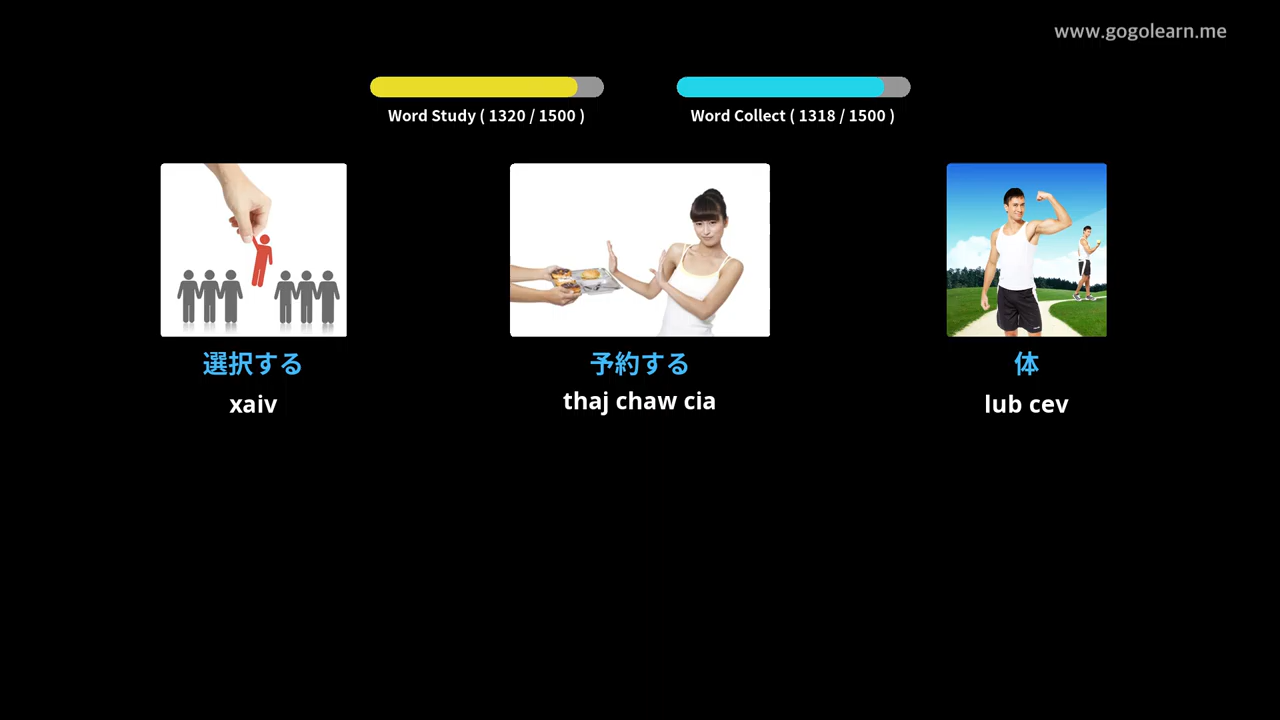 www.gogolearn.me
Word Study ( 1320 / 1500 )
Word Collect ( 1318 / 1500 )
選択する
予約する
体
xaiv
thaj chaw cia
lub cev